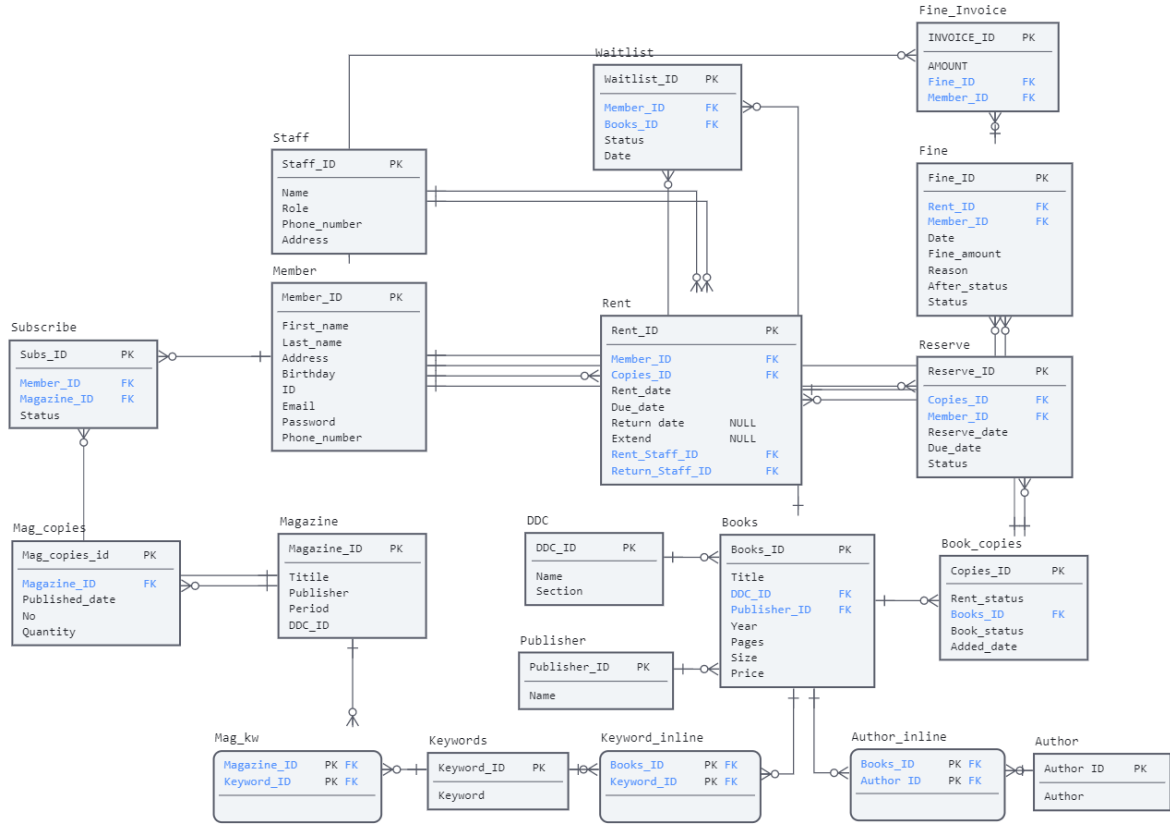 Fine_Invoice
INVOICE_ID PK
AMOUNT
Fine_ID FK
Member_ID FK
Waitlist
Waitlist_ID PK
Member_ID FK
Books_ID FK
Status
Date
Staff
Staff_ID PK
Name
Role
Phone_number
Address
Fine
Fine_ID PK
Rent_ID FK
Member_ID FK
Date
Fine_amount
Reason
After_status
Status
Member
Member_ID PK
First_name
Last_name
Address
Birthday
ID
Email
Password
Phone_number
Rent
Rent_ID PK
Member_ID FK
Copies_ID FK
Rent_date
Due_date
Return date NULL
Extend NULL
Rent_Staff_ID FK
Return_Staff_ID FK
Subscribe
Subs_ID PK
Member_ID FK
Magazine_ID FK
Status
Reserve
Reserve_ID PK
Copies_ID FK
Member_ID FK
Reserve_date
Due_date
Status
Mag_copies
Mag_copies_id PK
Magazine_ID FK
Published_date
No
Quantity
Magazine
Magazine_ID PK
Titile
Publisher
Period
DDC_ID
DDC
DDC_ID PK
Name
Section
Books
Books_ID PK
Title
DDC_ID FK
Publisher_ID FK
Year
Pages
Size
Price
Book_copies
Copies_ID PK
Rent_status
Books_ID FK
Book_status
Added_date
Publisher
Publisher_ID PK
Name
Mag_kw
Magazine_ID PK FK
Keyword_ID PK FK
Keywords
Keyword_ID PK
Keyword
Keyword_inline
Books_ID PK FK
Keyword_ID PK FK
Author_inline
Books_ID PK FK
Author ID PK FK
Author
Author ID PK
Author